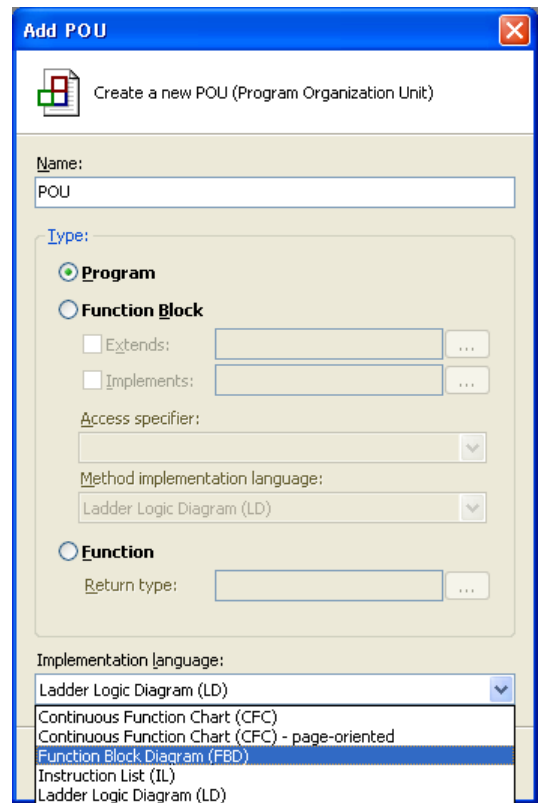 Add POU
Create a new POU (Program Organization Unit)
Name:
POU
Type:
Program
Function Block
Extends:
...
Implements:
...
Access specifier:
Method implementation language:
Ladder Logic Diagram (LD)
Function
Return type:
...
Implementation language:
Ladder Logic Diagram (LD)
Continuous Function Chart (CFC)
Continuous Function Chart (CFC) - page-oriented
Function Block Diagram (FBD)
Instruction List (IL)
Ladder Logic Diagram (LD)